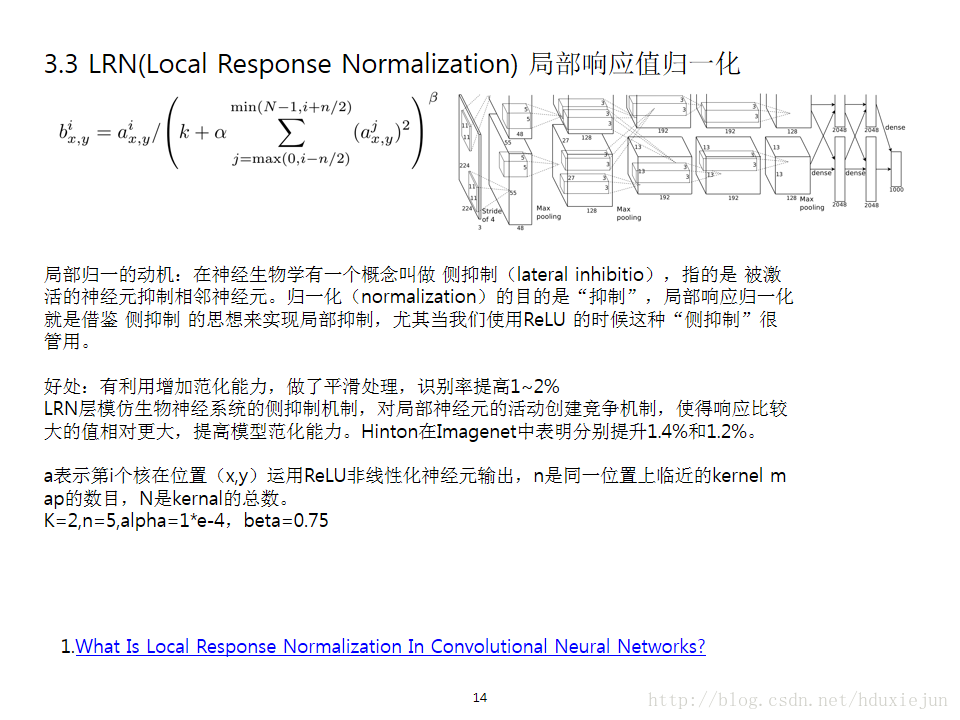 3.3 LRN(Local Response Normalization) 局部响应值归一化
b^i_{x,y} = a^i_{x,y}/(k + α ∑_{j=max(0,i−n/2)}^{min(N−1,i+n/2)} (a^j_{x,y})^2)^β
224
11
11
55
5
5
48
27
3
3
128
192
192
13
3
3
128
2048
2048
dense
224
11
11
Stride
of 4
3
55
5
5
48
Max
pooling
27
3
3
3
3
128
Max
pooling
13
13
3
3
192
13
3
3
192
13
13
128
Max
pooling
dense
dense
2048
2048
1000
局部归一的动机：在神经生物学有一个概念叫做 侧抑制（lateral inhibitio），指的是 被激
活的神经元抑制相邻神经元。归一化（normalization）的目的是“抑制”，局部响应归一化
就是借鉴 侧抑制 的思想来实现局部抑制，尤其当我们使用ReLU 的时候这种“侧抑制”很
管用。
好处：有利用增加范化能力，做了平滑处理，识别率提高1~2%
LRN层模仿生物神经系统的侧抑制机制，对局部神经元的活动创建竞争机制，使得响应比较
大的值相对更大，提高模型范化能力。Hinton在Imagenet中表明分别提升1.4%和1.2%。
a表示第i个核在位置（x,y）运用ReLU非线性化神经元输出，n是同一位置上临近的kernel m
ap的数目，N是kernal的总数。
K=2,n=5,alpha=1*e-4，beta=0.75
1.What Is Local Response Normalization In Convolutional Neural Networks?
14
http://blog.csdn.net/hduxiejun